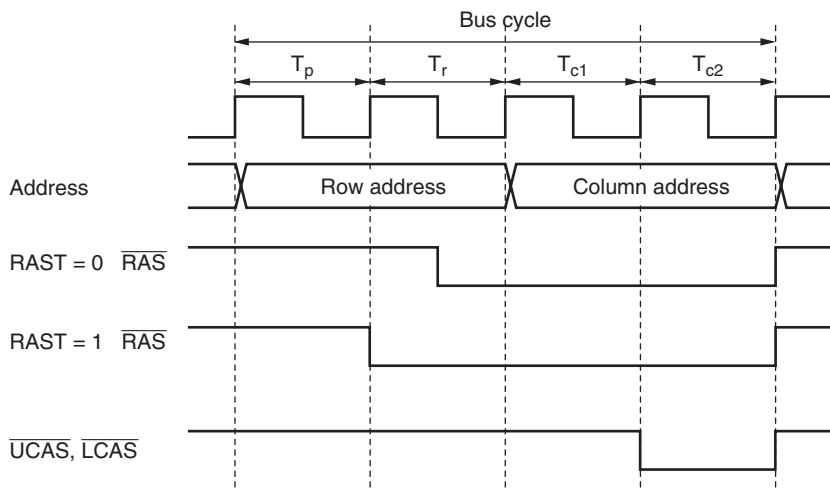 Bus cycle
Tp Tr Tc1 Tc2
Address Row address Column address
RAST = 0 RAS
RAST = 1 RAS
UCAS, LCAS